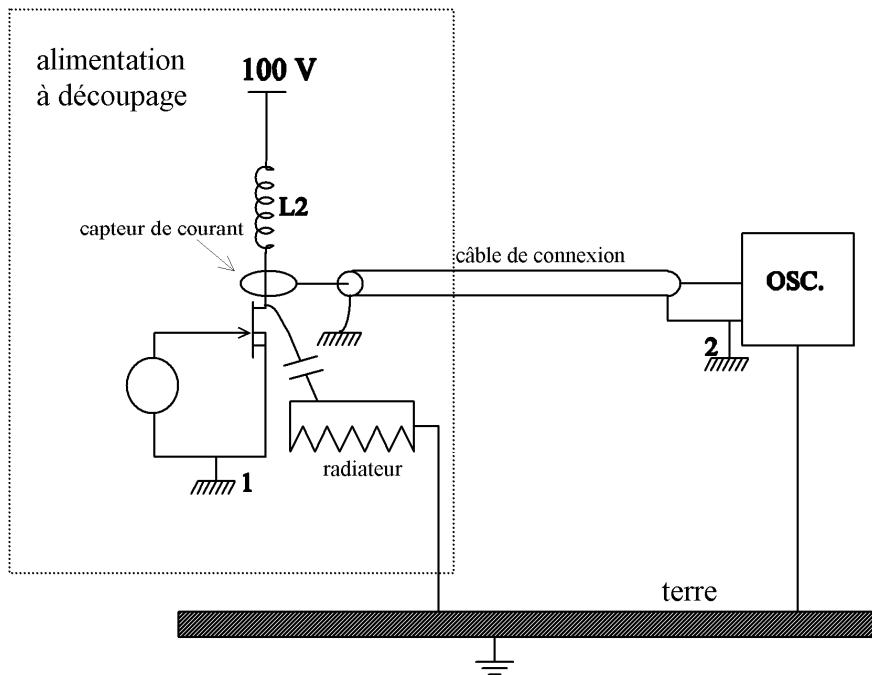 alimentation
à découpage
100 V
L2
capteur de courant
câble de connexion
OSC.
2
radiateur
1
terre